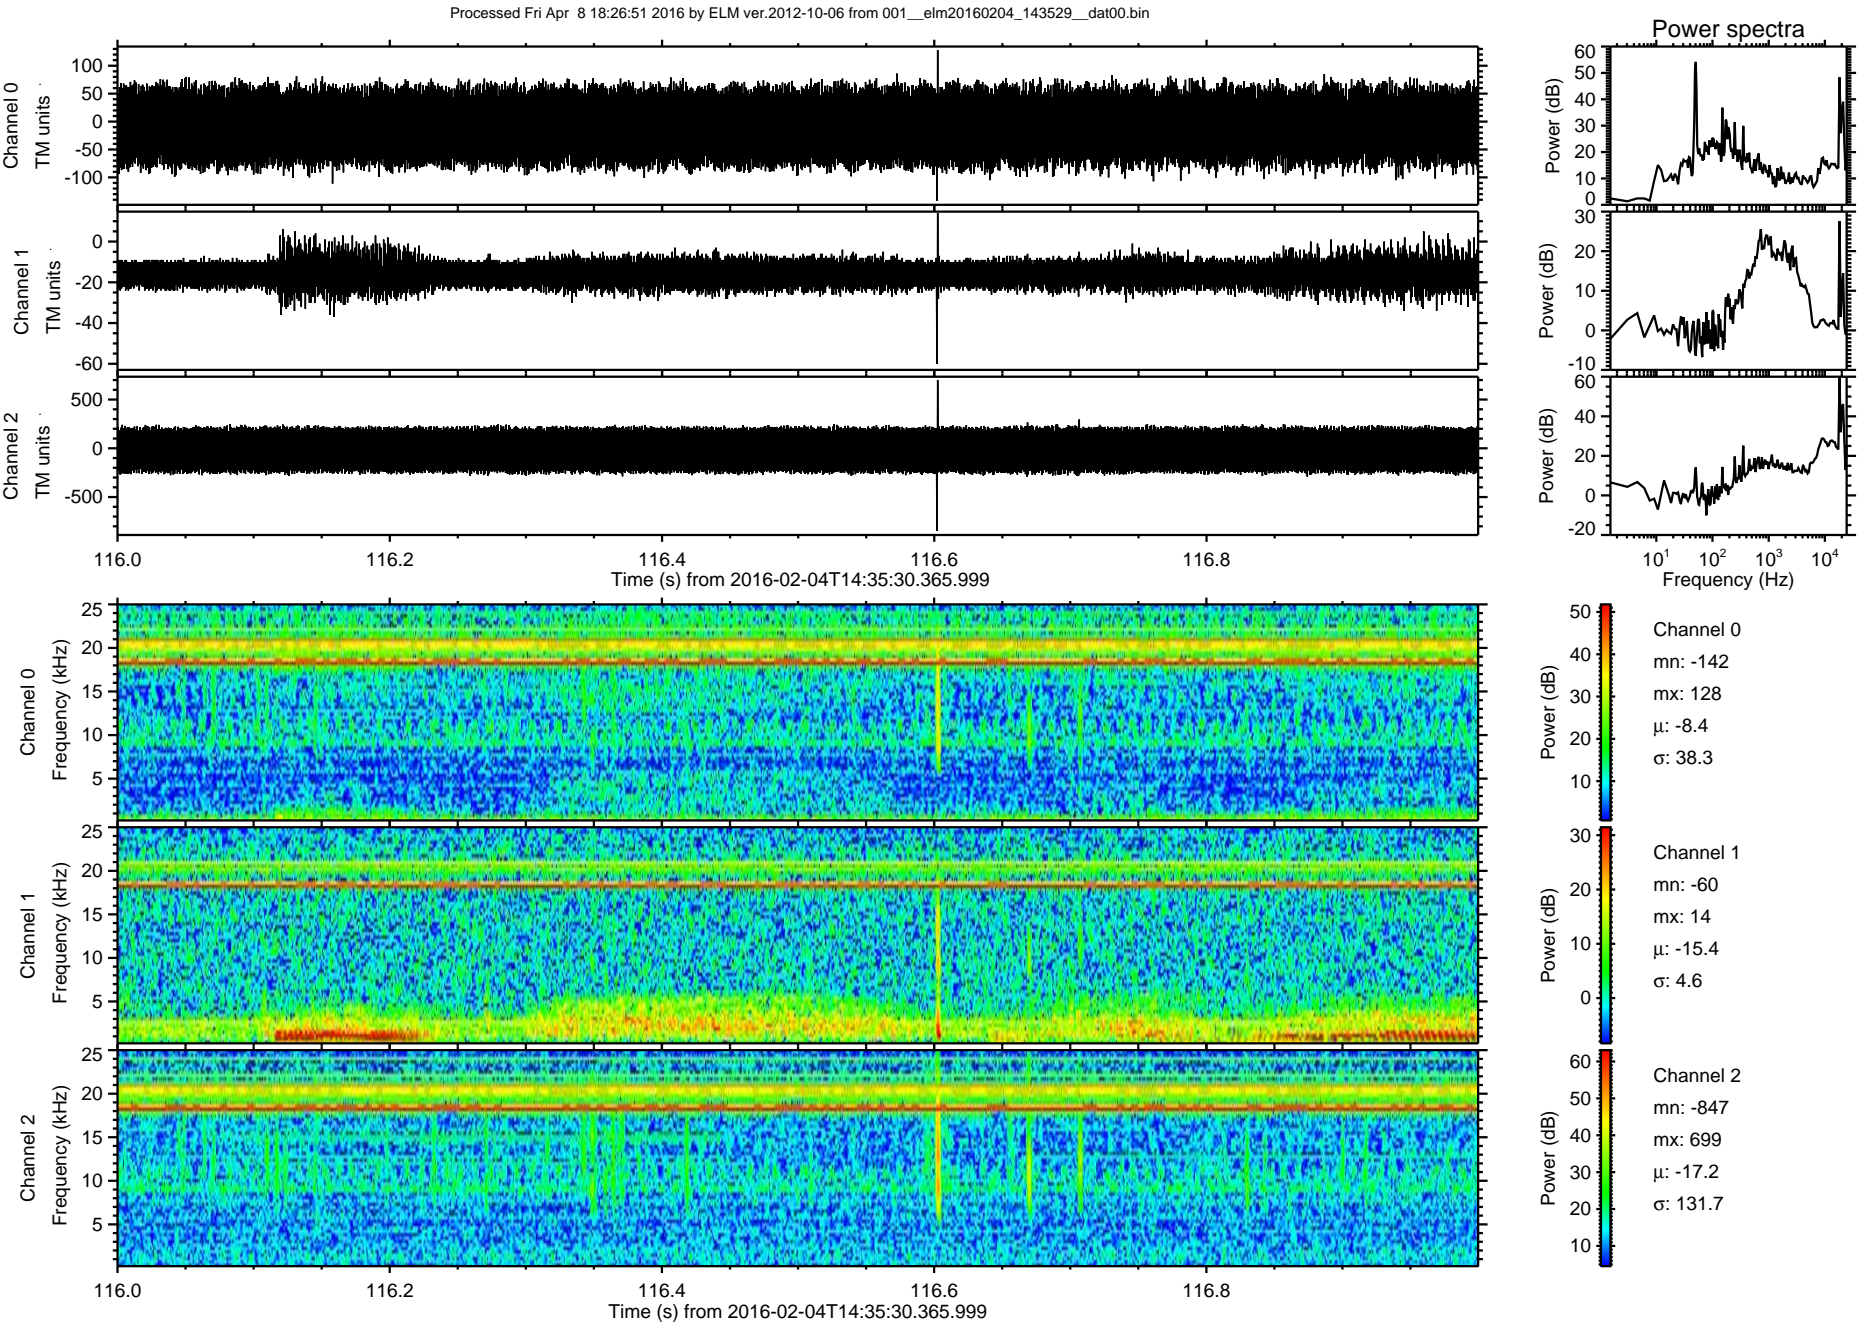 Processed Fri Apr  8 18:26:51 2016 by ELM ver.2012-10-06 from 001__elm20160204_143529__dat00.bin
Power spectra
Channel 0
TM units
100
50
0
-50
-100
Power (dB)
60
50
40
30
20
10
0
Channel 1
TM units
0
-20
-40
-60
Power (dB)
30
20
10
0
-10
Channel 2
TM units
500
0
-500
Power (dB)
60
40
20
0
-20
116.0 116.2 116.4 116.6 116.8
Time (s) from 2016-02-04T14:35:30.365.999
10¹ 10² 10³ 10⁴
Frequency (Hz)
Channel 0
Frequency (kHz)
25
20
15
10
5
Power (dB)
50
40
30
20
10
Channel 0
mn: -142
mx: 128
μ: -8.4
σ: 38.3
Channel 1
Frequency (kHz)
25
20
15
10
5
Power (dB)
30
20
10
0
Channel 1
mn: -60
mx: 14
μ: -15.4
σ: 4.6
Channel 2
Frequency (kHz)
25
20
15
10
5
Power (dB)
60
50
40
30
20
10
Channel 2
mn: -847
mx: 699
μ: -17.2
σ: 131.7
116.0 116.2 116.4 116.6 116.8
Time (s) from 2016-02-04T14:35:30.365.999